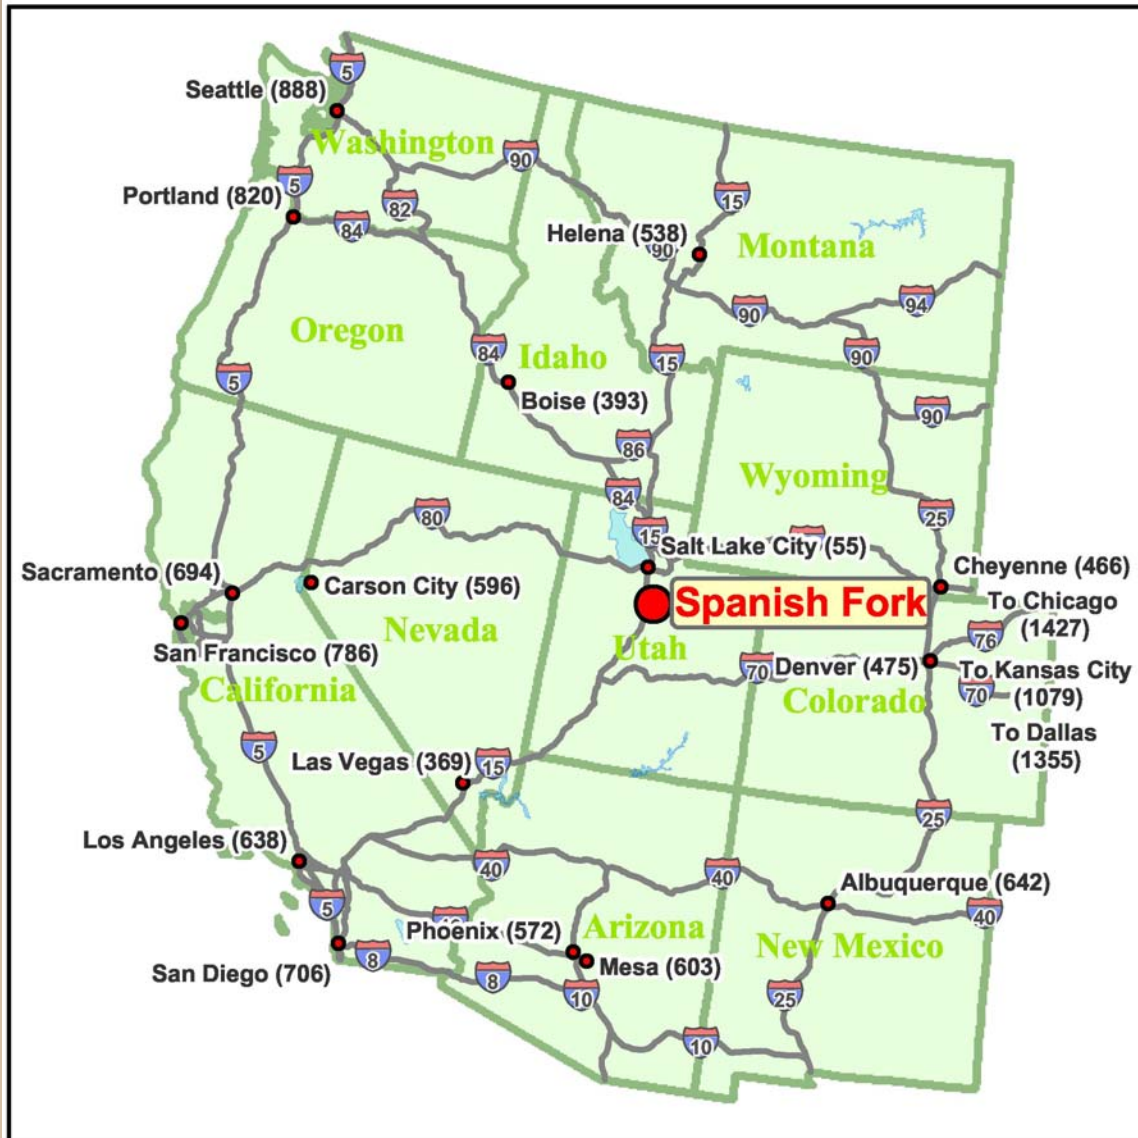 5
Seattle (888)
Washington
90
5
Portland (820)
82
84
15
Helena (538)
90
Montana
90
94
Oregon
84
Idaho
15
90
5
Boise (393)
90
86
Wyoming
84
80
15
25
Salt Lake City (55)
Sacramento (694)
Carson City (596)
Cheyenne (466)
Spanish Fork
To Chicago
(1427)
Nevada
76
San Francisco (786)
Utah
70
Denver (475)
To Kansas City
(1079)
California
Colorado
70
To Dallas
(1355)
5
Las Vegas (369)
15
25
Los Angeles (638)
40
40
Albuquerque (642)
5
40
Phoenix (572)
Arizona
New Mexico
8
San Diego (706)
Mesa (603)
8
10
25
10